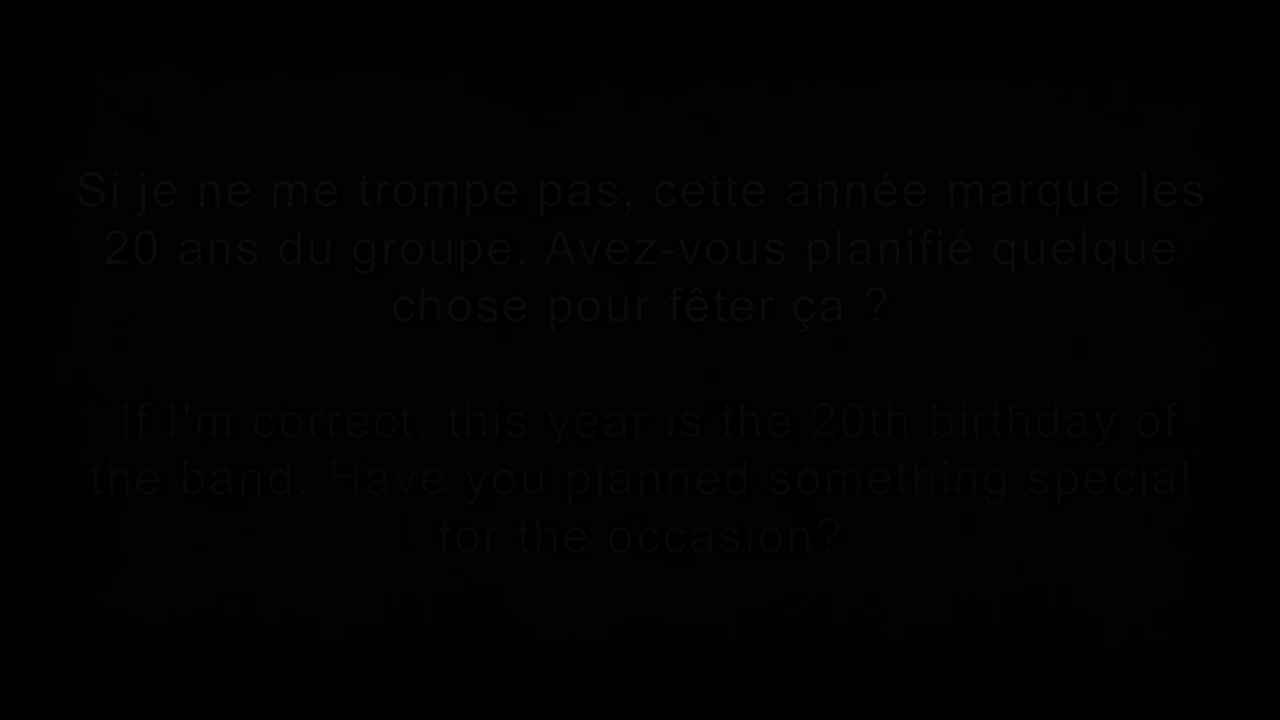 Si je ne me trompe pas, cette année marque les
20 ans du groupe. Avez-vous planifié quelque
chose pour fêter ça ?
If I'm correct, this year is the 20th birthday of
the band. Have you planned something special
for the occasion?